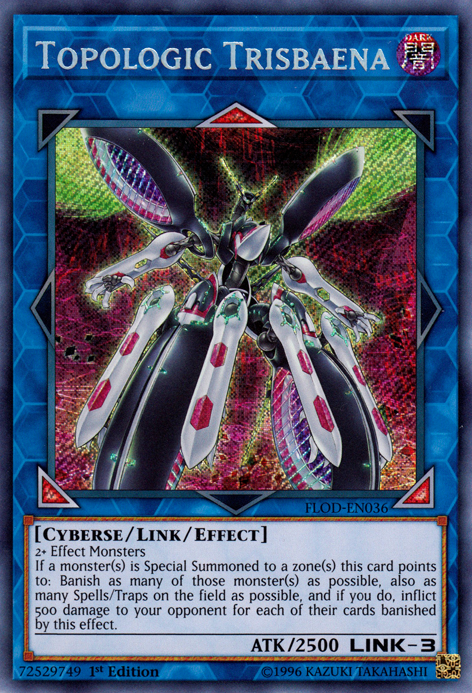 TOPOLOGIC TRISBAENA
DARK
闇
FLOD-EN036
[CYBERSE/LINK/EFFECT]
2+ Effect Monsters
If a monster(s) is Special Summoned to a zone(s) this card points
to: Banish as many of those monster(s) as possible, also as
many Spells/Traps on the field as possible, and if you do, inflict
500 damage to your opponent for each of their cards banished
by this effect.
ATK/2500 LINK-3
72529749 1st Edition ©1996 KAZUKI TAKAHASHI